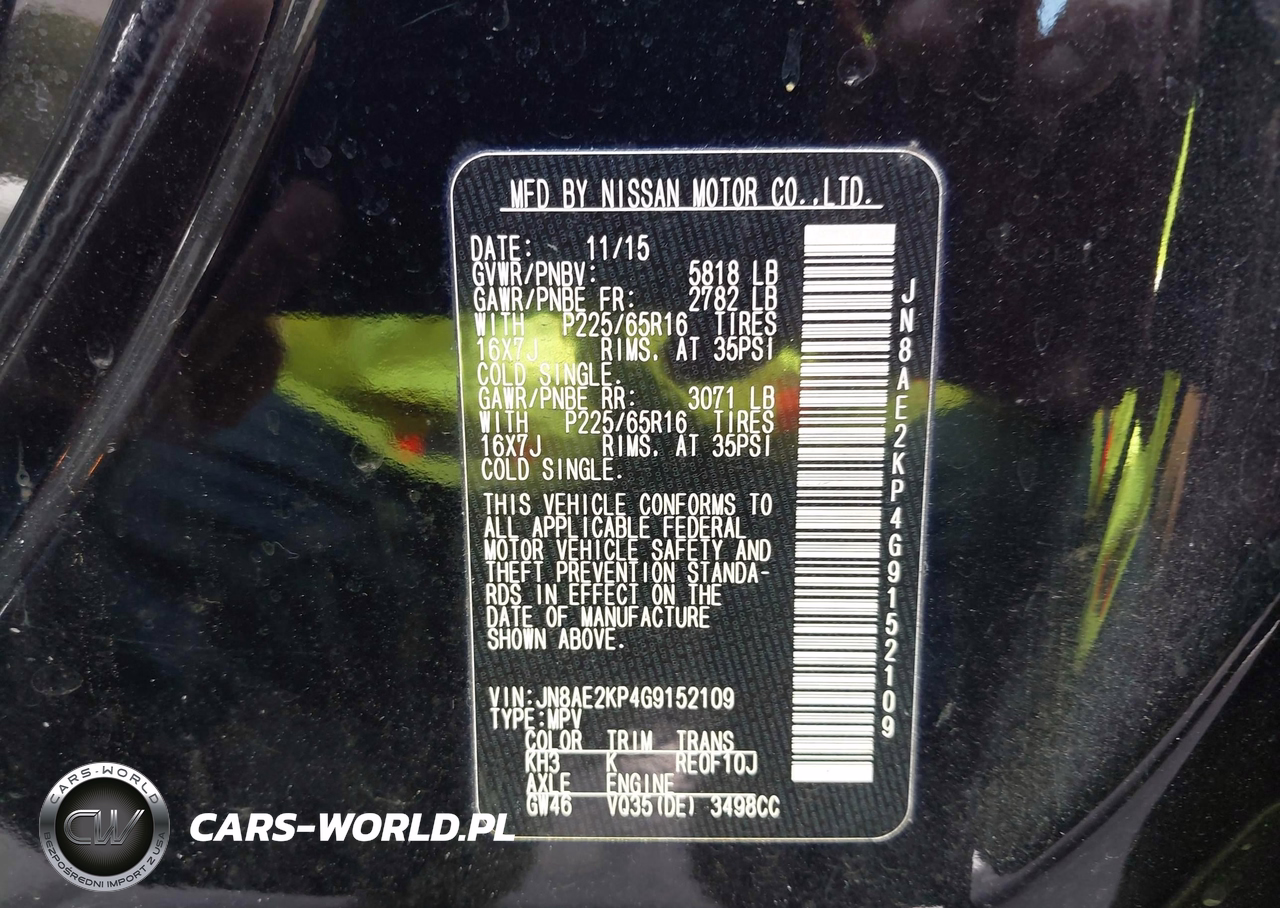 MFD BY NISSAN MOTOR CO.,LTD.
DATE: 11/15
GVWR/PNBV: 5818 LB
GAWR/PNBE FR: 2782 LB
WITH P225/65R16 TIRES
16X7J RIMS. AT 35PSI
COLD SINGLE.
GAWR/PNBE RR: 3071 LB
WITH P225/65R16 TIRES
16X7J RIMS. AT 35PSI
COLD SINGLE.
THIS VEHICLE CONFORMS TO
ALL APPLICABLE FEDERAL
MOTOR VEHICLE SAFETY AND
THEFT PREVENTION STANDA-
RDS IN EFFECT ON THE
DATE OF MANUFACTURE
SHOWN ABOVE.
VIN:JN8AE2KP4G9152109
TYPE:MPV
COLOR TRIM TRANS
KH3 K RE0F10J
AXLE ENGINE
GW46 VQ35(DE) 3498CC
JN8AE2KP4G9152109
CARS-WORLD
CW
BEZPOŚREDNI IMPORT Z USA
CARS-WORLD.PL